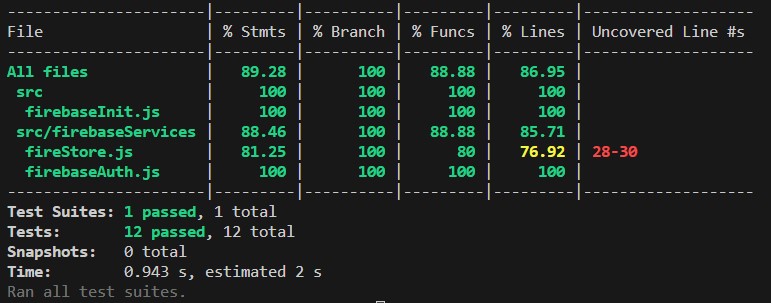 ---------------------|---------|----------|---------|---------|-------------------
File                 | % Stmts | % Branch | % Funcs | % Lines | Uncovered Line #s
---------------------|---------|----------|---------|---------|-------------------
All files            |   89.28 |      100 |   88.88 |   86.95 |
 src                 |     100 |      100 |     100 |     100 |
  firebaseInit.js    |     100 |      100 |     100 |     100 |
 src/firebaseServices |   88.46 |      100 |   88.88 |   85.71 |
  fireStore.js       |   81.25 |      100 |      80 |   76.92 | 28-30
  firebaseAuth.js    |     100 |      100 |     100 |     100 |
---------------------|---------|----------|---------|---------|-------------------
Test Suites: 1 passed, 1 total
Tests:       12 passed, 12 total
Snapshots:   0 total
Time:        0.943 s, estimated 2 s
Ran all test suites.